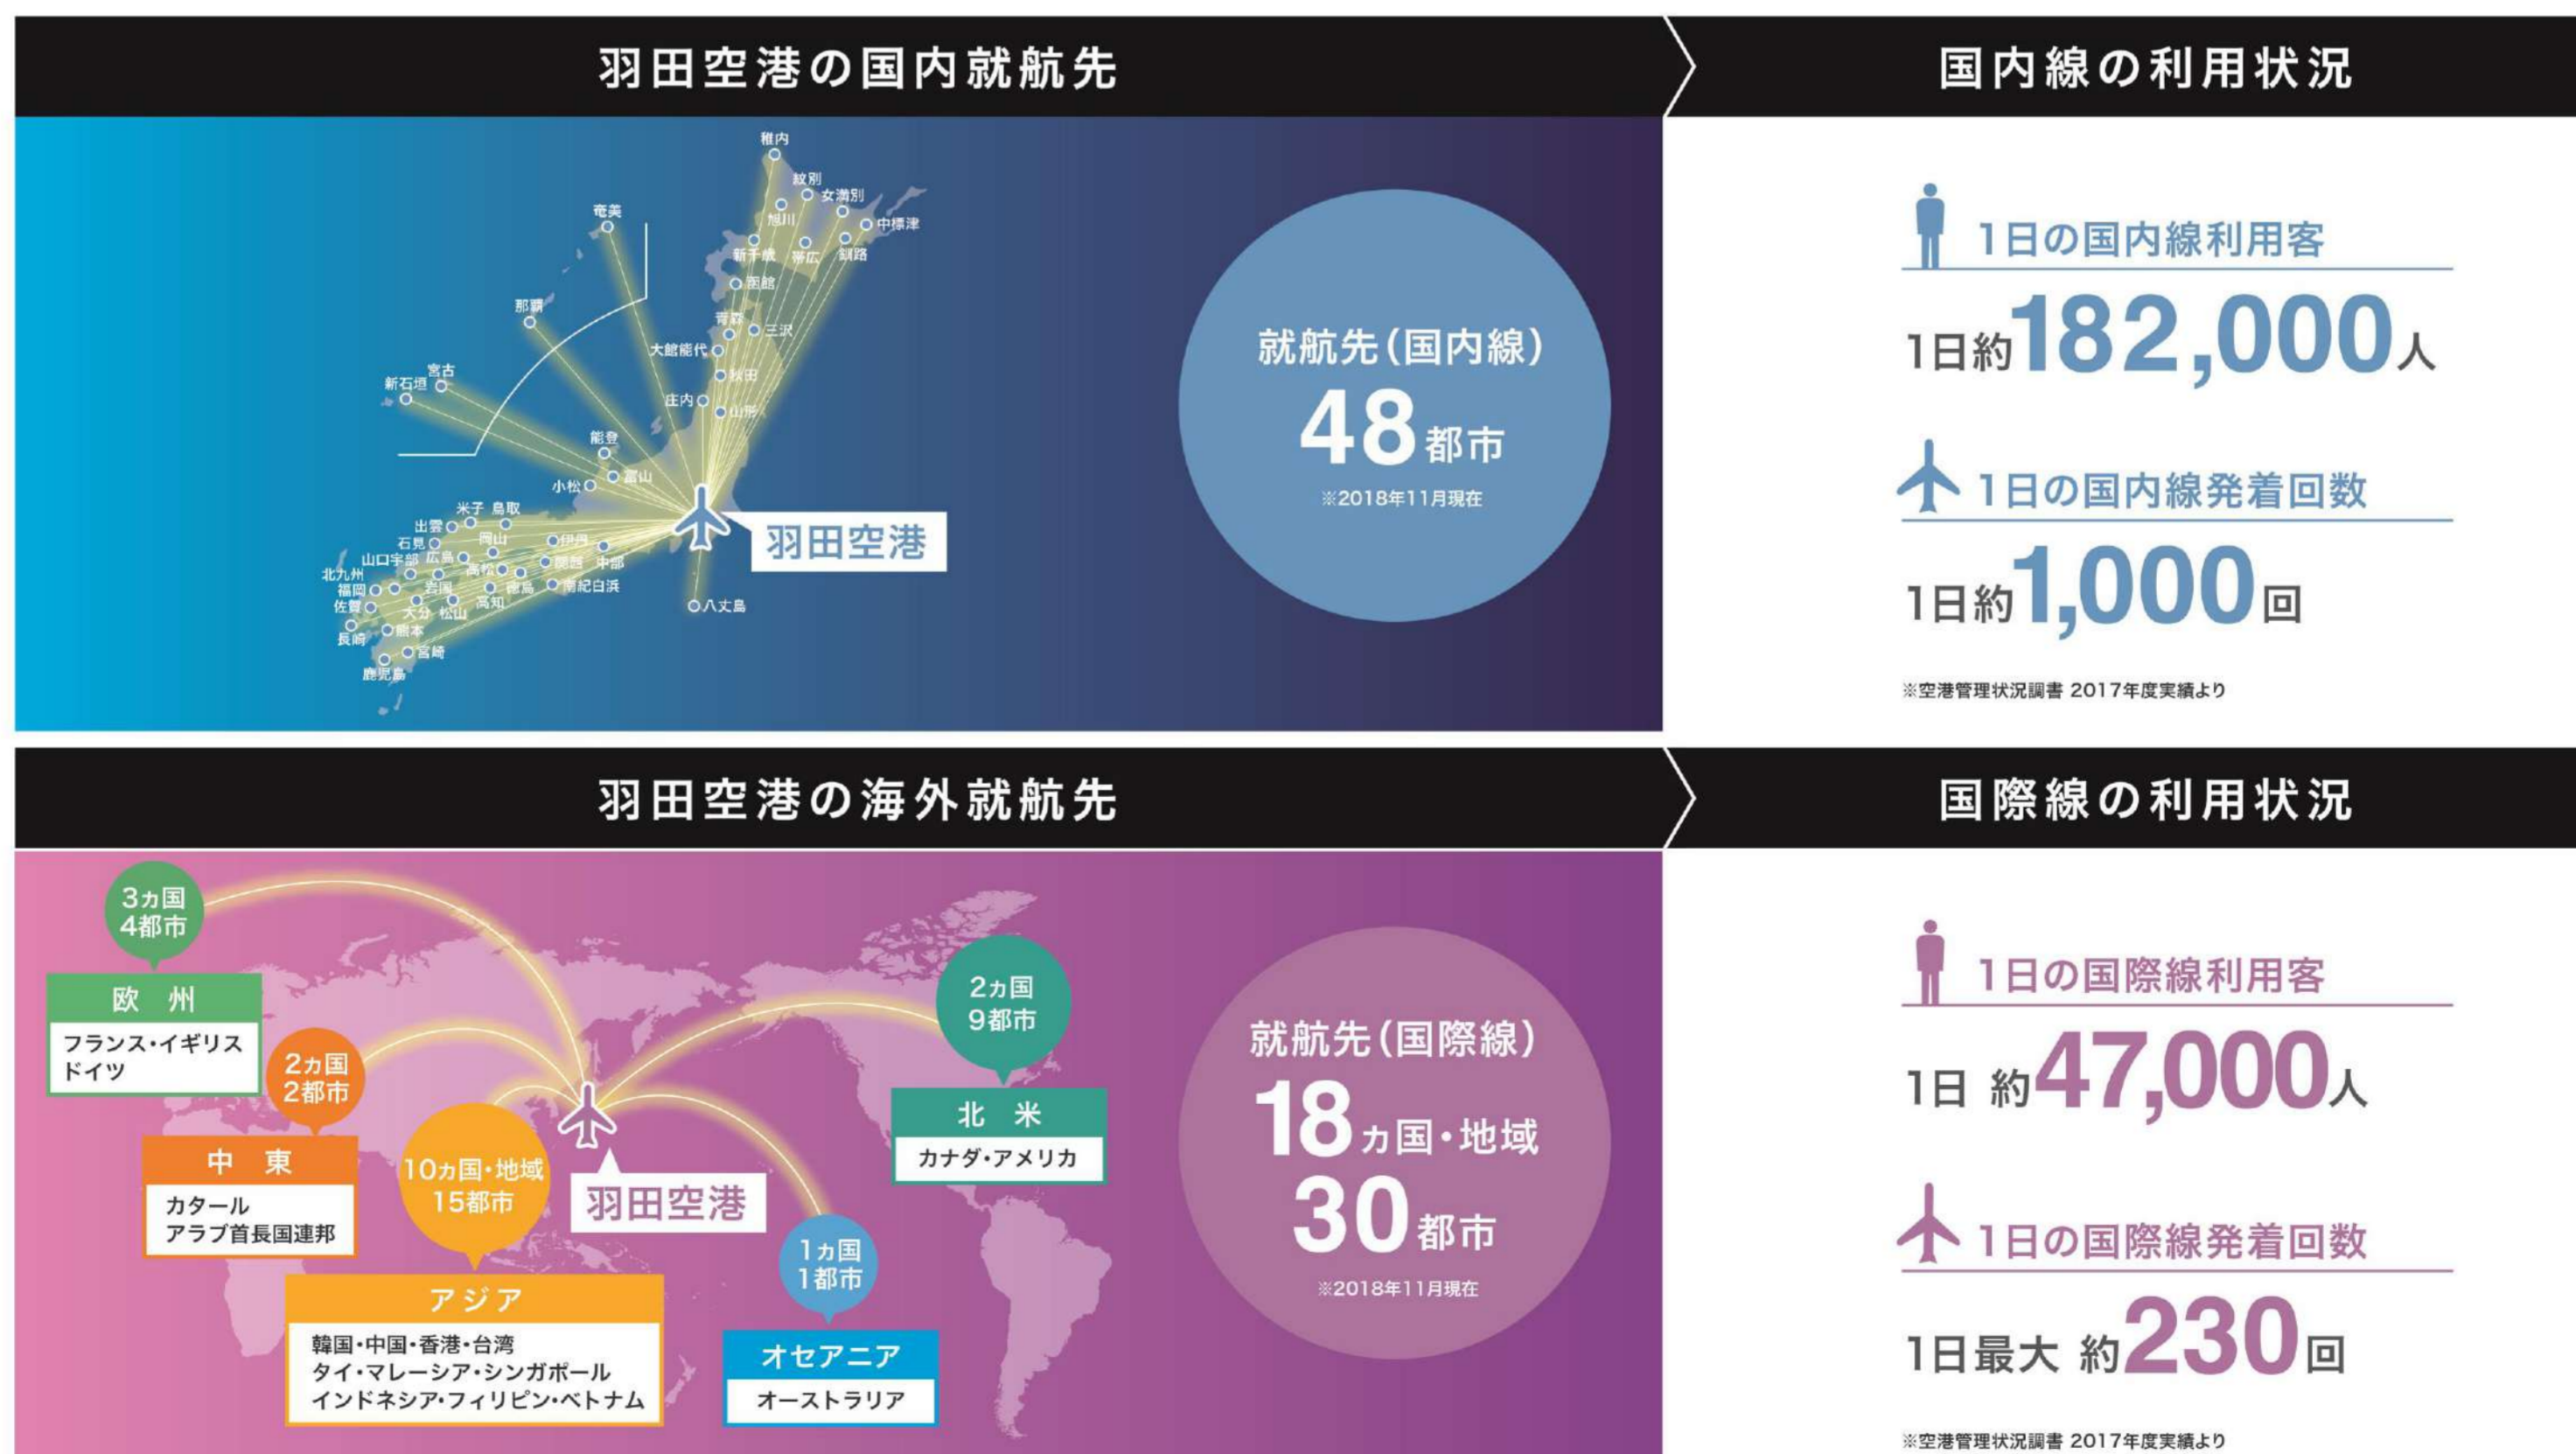 羽田空港の国内就航先
国内線の利用状況
稚内
紋別
女満別
旭川
中標津
新千歳
帯広
釧路
函館
奄美
那覇
宮古
新石垣
青森
三沢
大館能代
秋田
庄内
山形
能登
富山
小松
米子 鳥取
出雲
石見
岡山
伊丹
山口宇部
広島
高松
関西
中部
北九州
福岡
岩国
徳島
南紀白浜
佐賀
大分
松山
高知
長崎
熊本
宮崎
鹿児島
八丈島
羽田空港
就航先(国内線)
48都市
※2018年11月現在
1日の国内線利用客
1日約182,000人
1日の国内線発着回数
1日約1,000回
※空港管理状況調書 2017年度実績より
羽田空港の海外就航先
国際線の利用状況
3ヵ国
4都市
欧 州
フランス・イギリス
ドイツ
2ヵ国
2都市
中 東
カタール
アラブ首長国連邦
10ヵ国・地域
15都市
アジア
韓国・中国・香港・台湾
タイ・マレーシア・シンガポール
インドネシア・フィリピン・ベトナム
羽田空港
1ヵ国
1都市
オセアニア
オーストラリア
2ヵ国
9都市
北 米
カナダ・アメリカ
就航先(国際線)
18ヵ国・地域
30都市
※2018年11月現在
1日の国際線利用客
1日 約47,000人
1日の国際線発着回数
1日最大 約230回
※空港管理状況調書 2017年度実績より